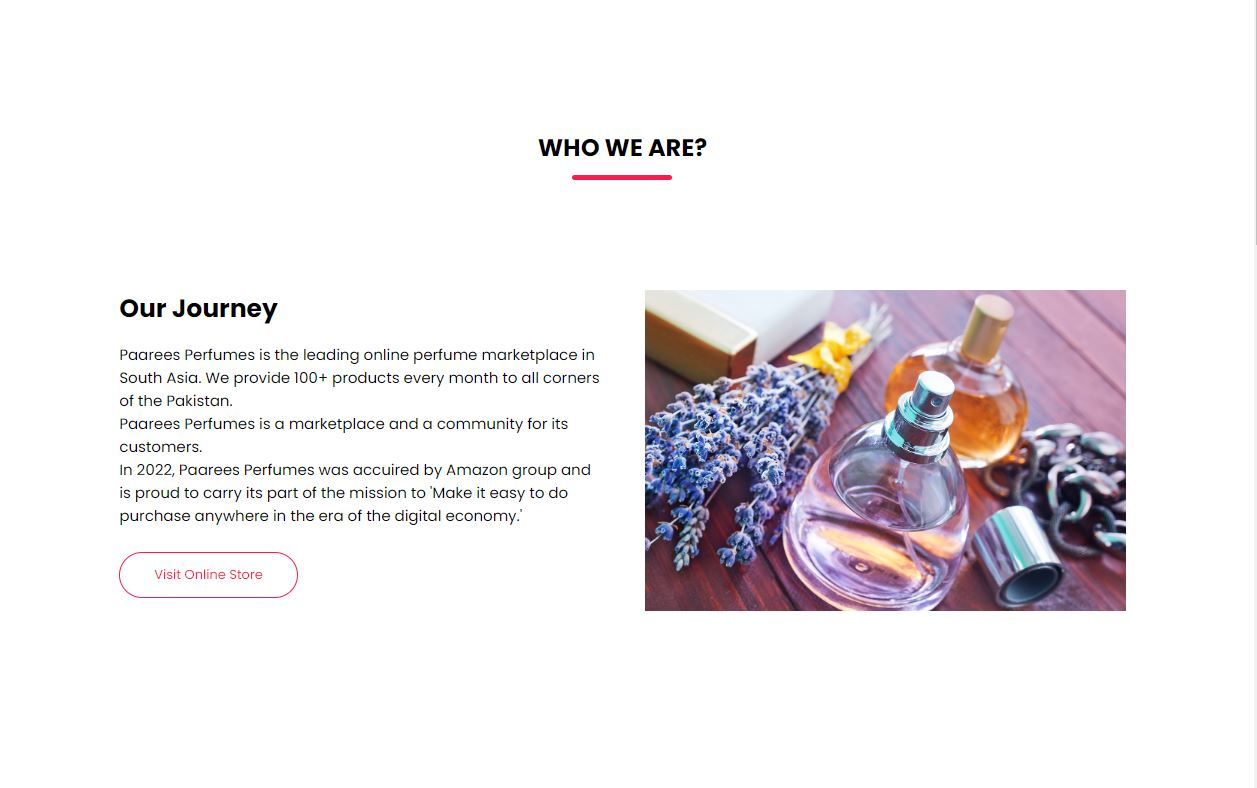 WHO WE ARE?
Our Journey
Paarees Perfumes is the leading online perfume marketplace in
South Asia. We provide 100+ products every month to all corners
of the Pakistan.
Paarees Perfumes is a marketplace and a community for its
customers.
In 2022, Paarees Perfumes was accuired by Amazon group and
is proud to carry its part of the mission to 'Make it easy to do
purchase anywhere in the era of the digital economy.'
Visit Online Store